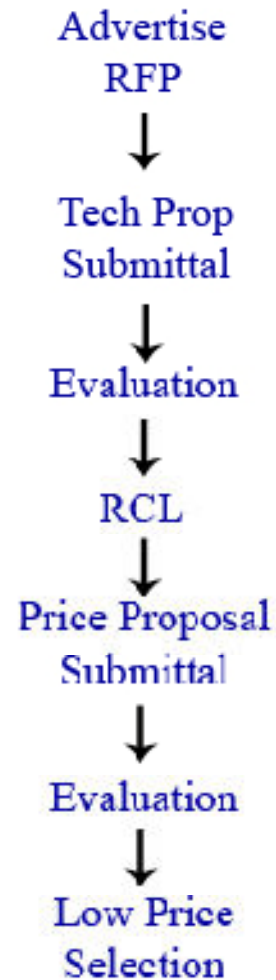 Advertise
RFP
Tech Prop
Submittal
Evaluation
RCL
Price Proposal
Submittal
Evaluation
Low Price
Selection